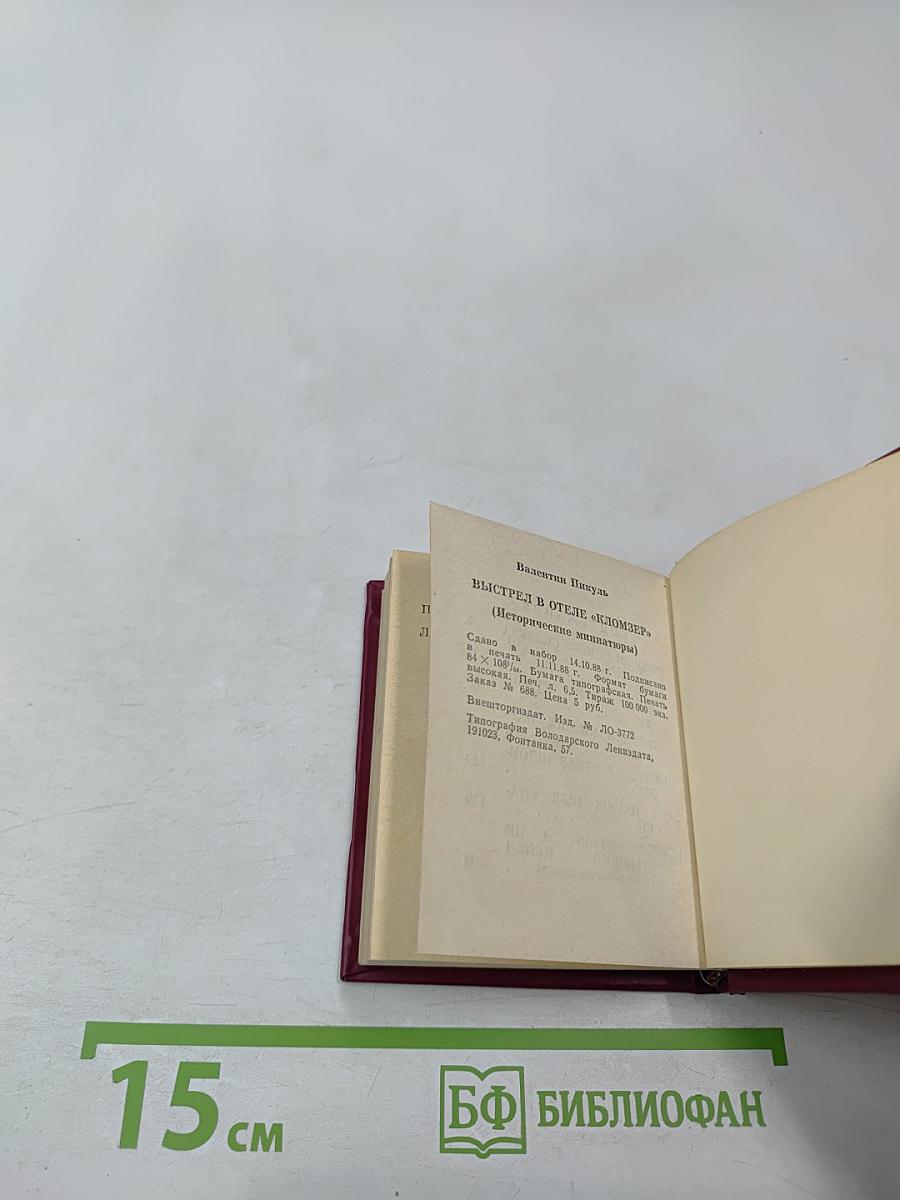 Валентин Пикуль
ВЫСТРЕЛ В ОТЕЛЕ «КЛОМЗЕР»
(Исторические миниатюры)
Сдано в набор 14.10.88 г. Подписано
в печать 11.11.88 г. Формат бумаги
84×108¹/₆₄. Бумага типографская. Печать
высокая. Печ. л. 6,5. Тираж 100 000 экз.
Заказ № 688. Цена 5 руб.
Внешторгиздат. Изд. № ЛО-3772
Типография Володарского Лениздата,
191023, Фонтанка, 57.
П
Л
15 см
БФ БИБЛИОФАН